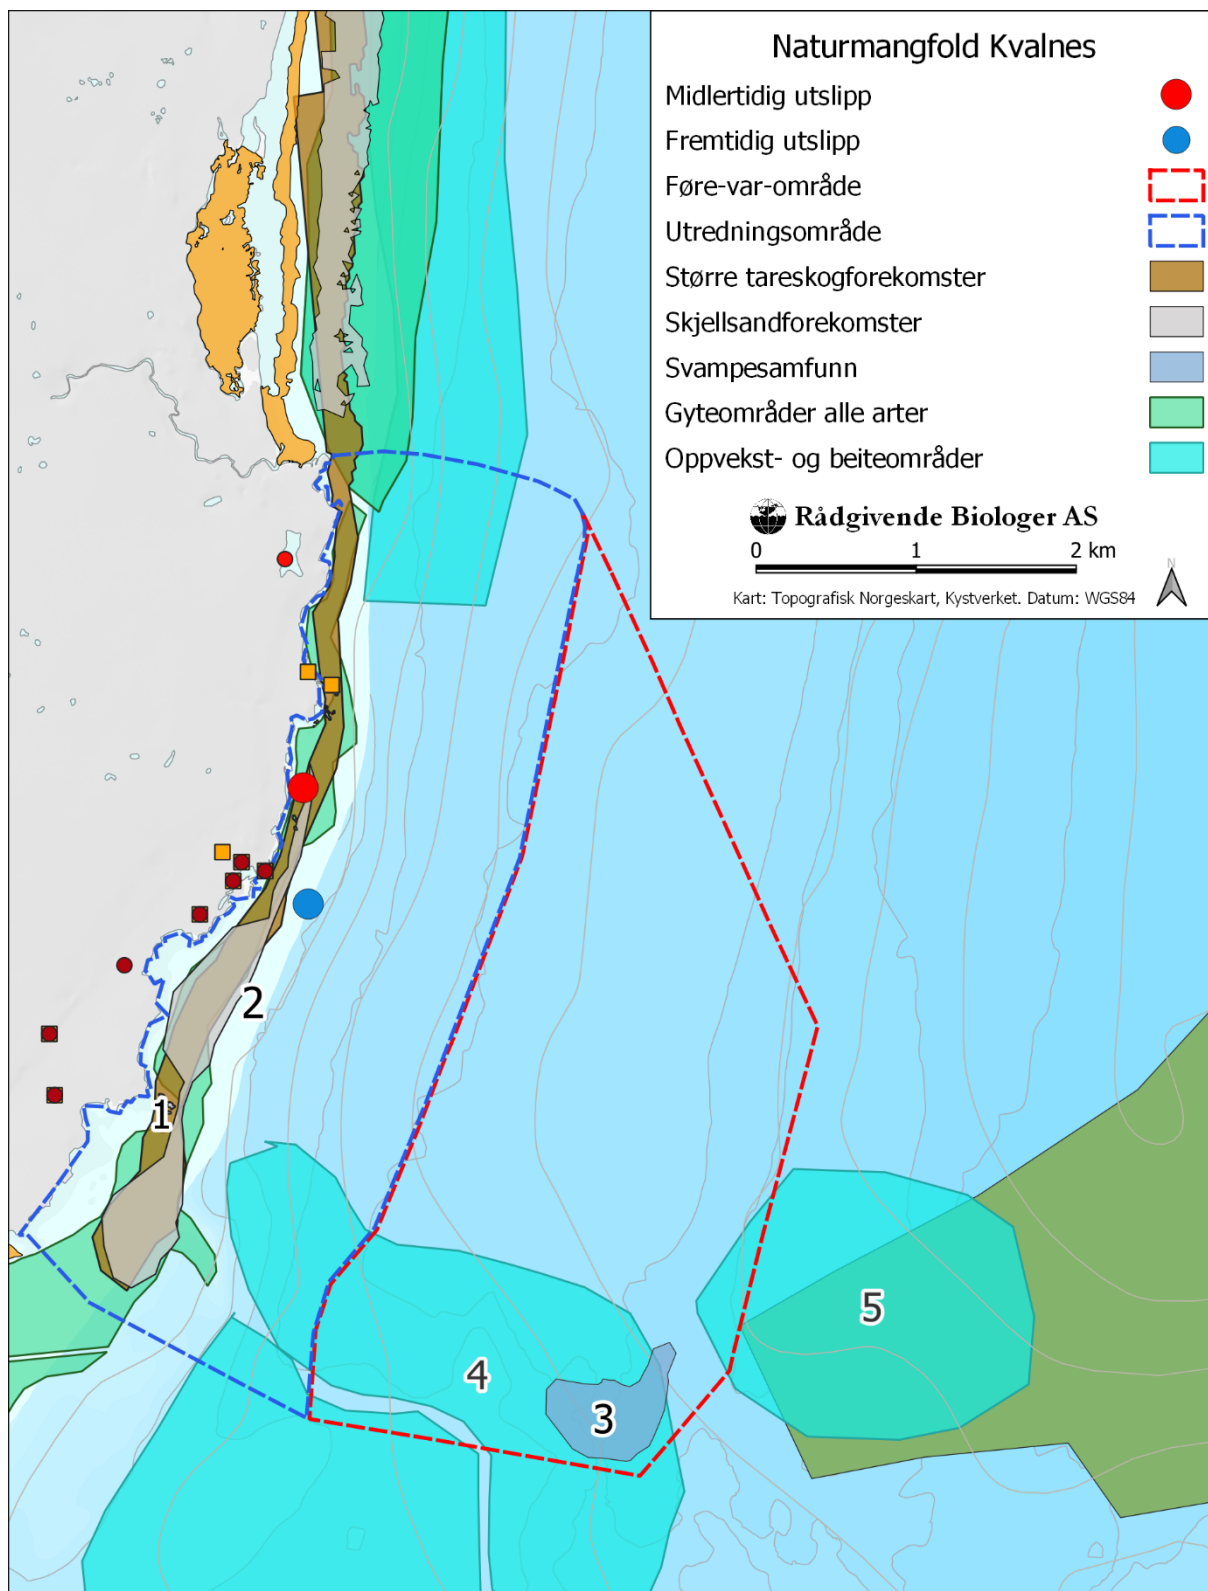 Naturmangfold Kvalnes
Midlertidig utslipp
Fremtidig utslipp
Føre-var-område
Utredningsområde
Større tareskogforekomster
Skjellsandforekomster
Svampesamfunn
Gyteområder alle arter
Oppvekst- og beiteområder
Rådgivende Biologer AS
0 1 2 km
Kart: Topografisk Norgeskart, Kystverket. Datum: WGS84
N
2
1
5
4
3